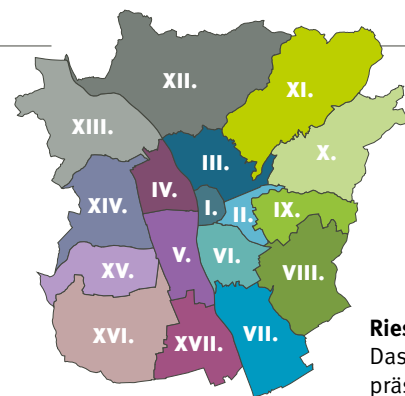 XII.
XI.
XIII.
X.
III.
IV.
I.
II.
IX.
XIV.
V.
VI.
VIII.
XV.
XVI.
XVII.
VII.
Ries
Das
präs